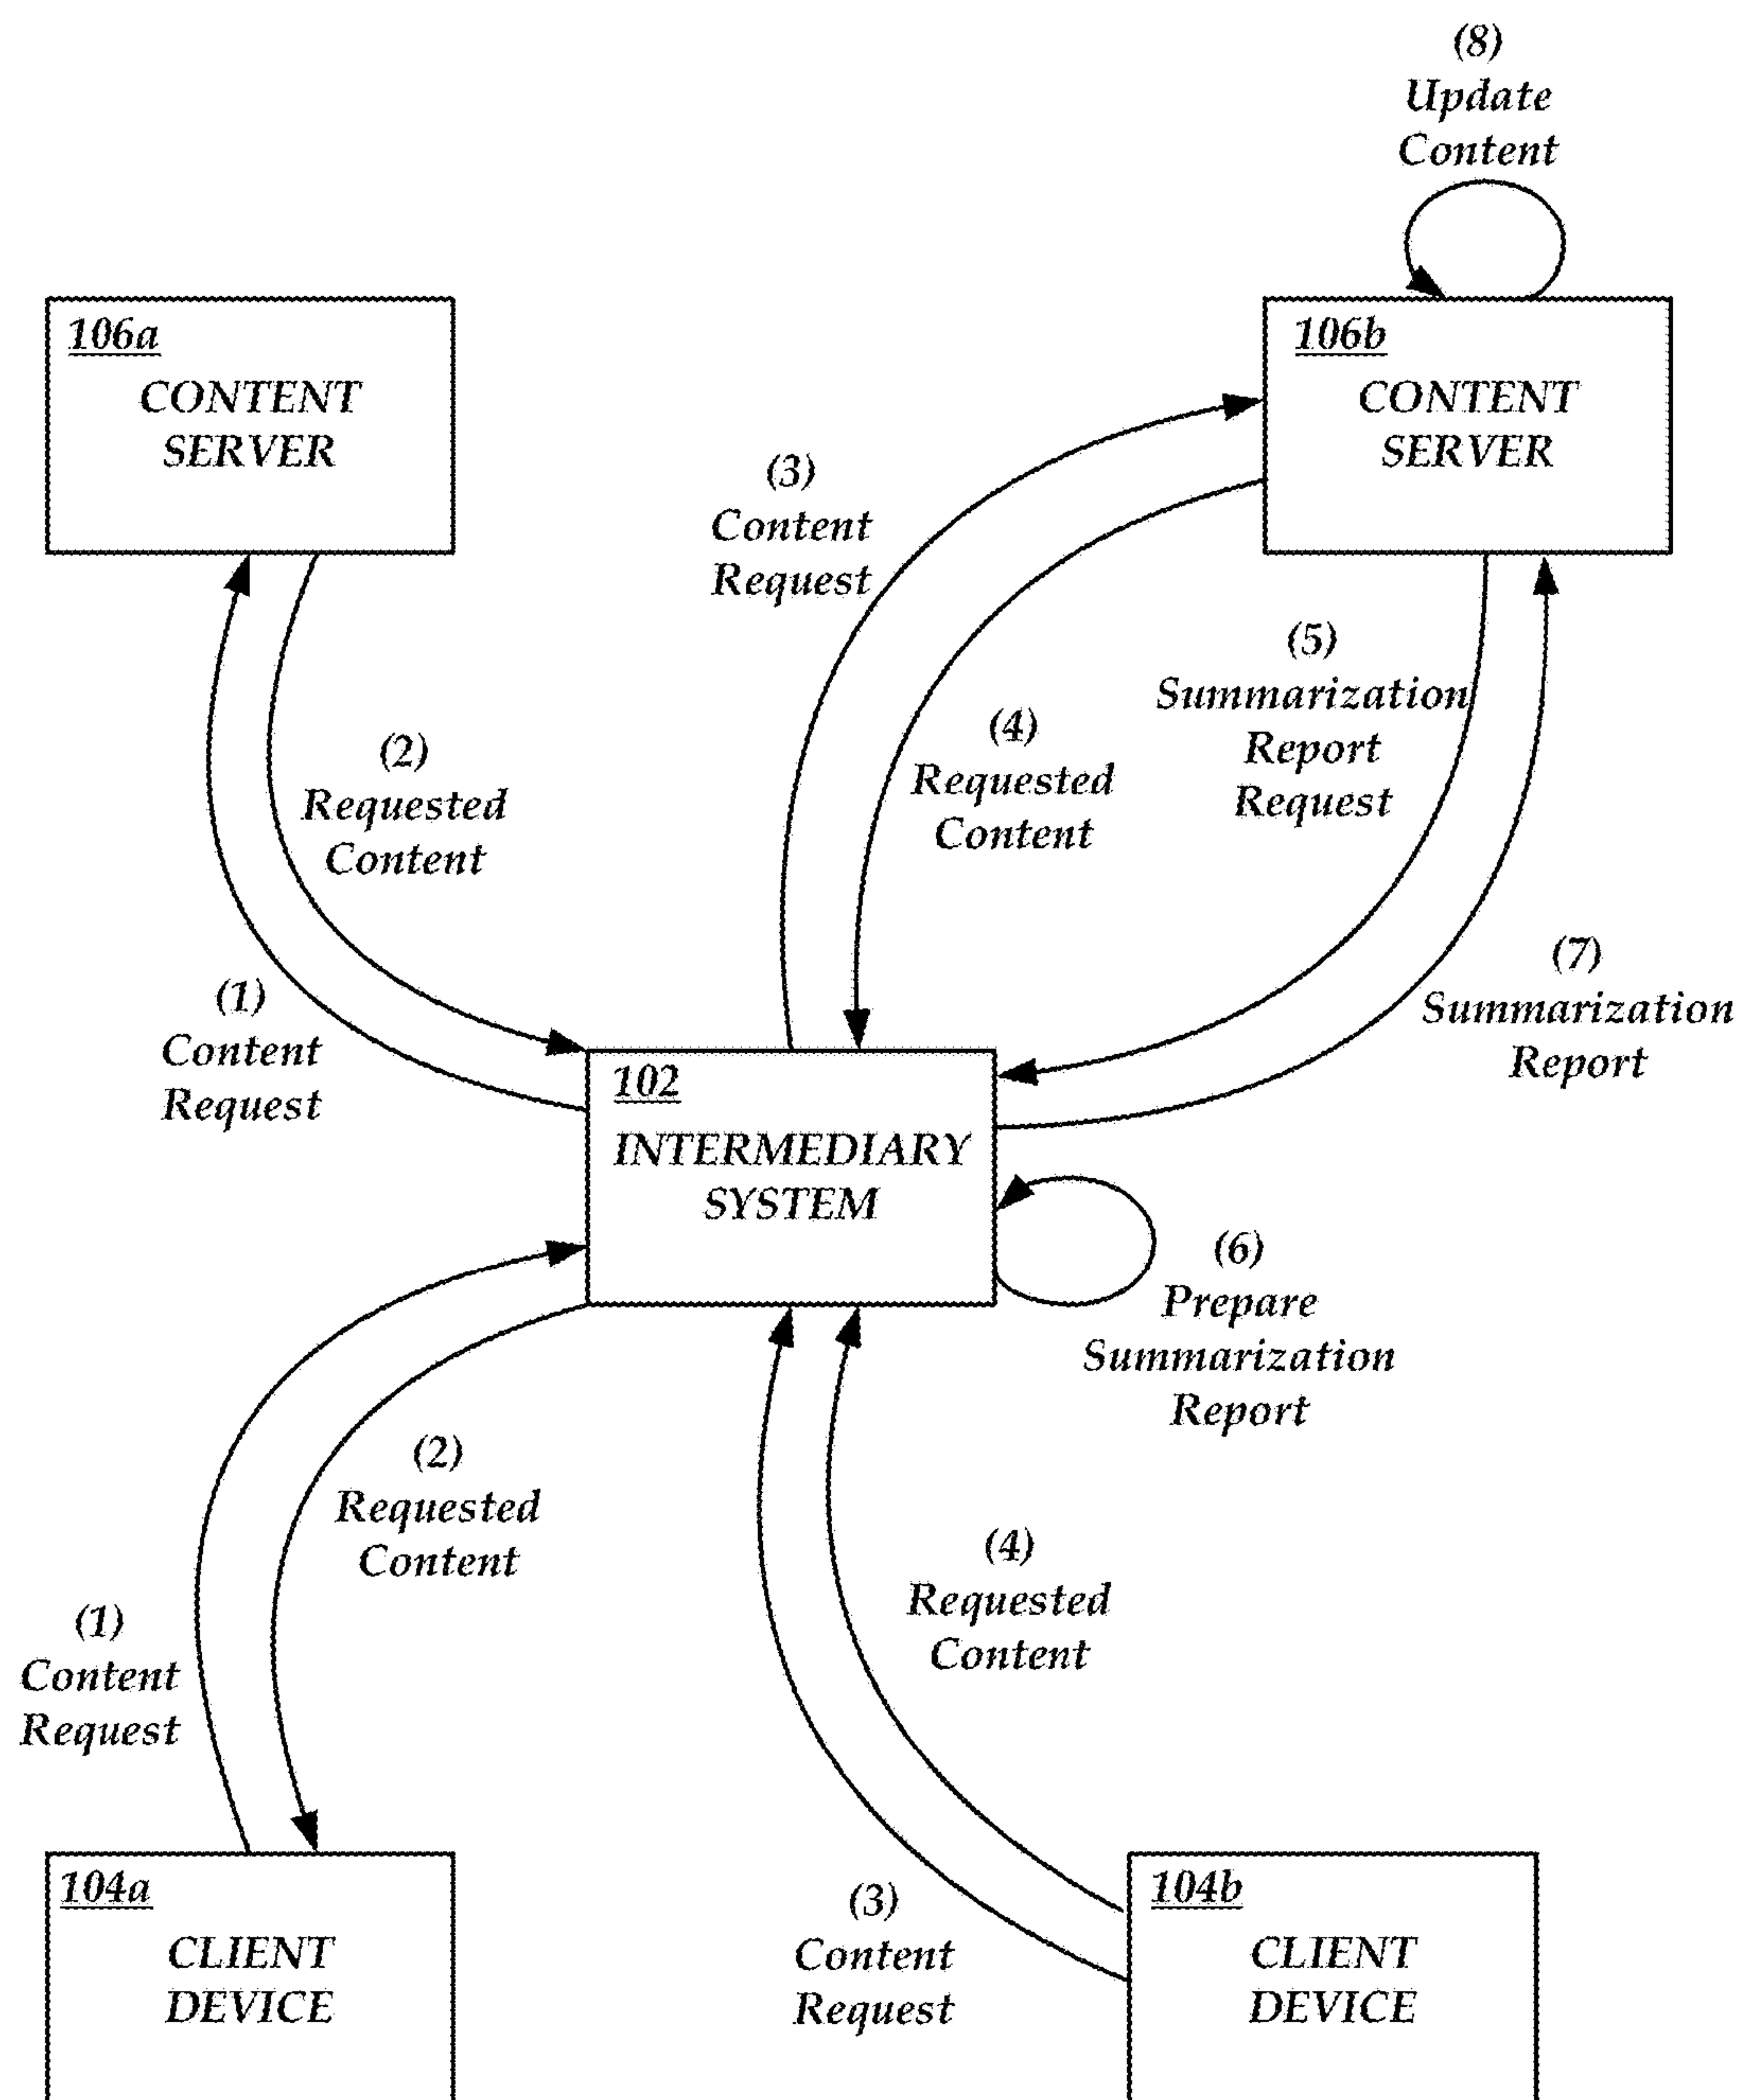 (8)
Update
Content
106a
CONTENT
SERVER
106b
CONTENT
SERVER
(3)
Content
Request
(5)
Summarization
Report
Request
(4)
Requested
Content
(2)
Requested
Content
(7)
Summarization
Report
(1)
Content
Request
102
INTERMEDIARY
SYSTEM
(6)
Prepare
Summarization
Report
(2)
Requested
Content
(4)
Requested
Content
(1)
Content
Request
104a
CLIENT
DEVICE
(3)
Content
Request
104b
CLIENT
DEVICE